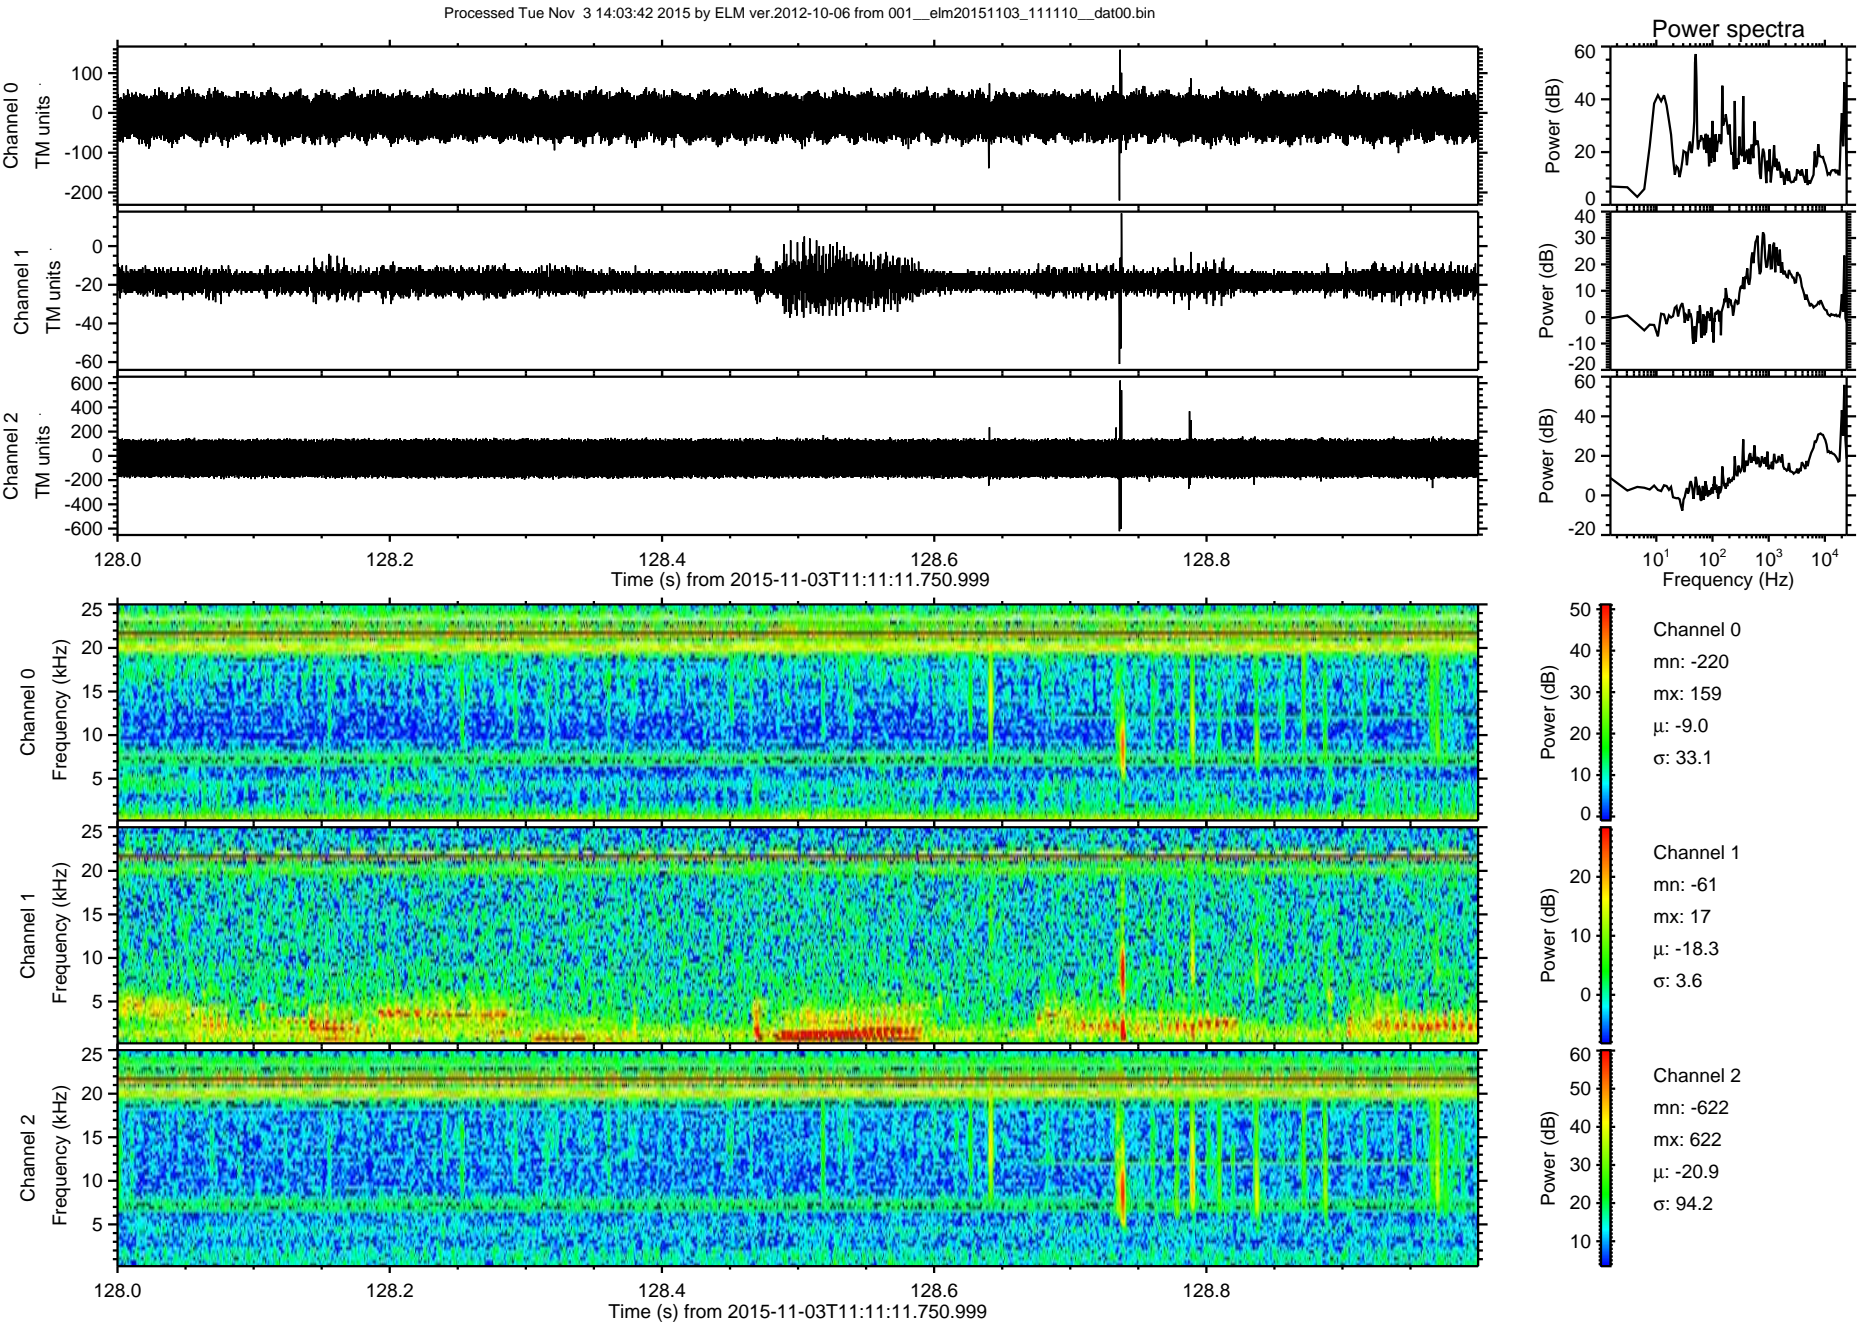 Processed Tue Nov  3 14:03:42 2015 by ELM ver.2012-10-06 from 001__elm20151103_111110__dat00.bin
Power spectra
Channel 0
TM units
100
0
-100
-200
Power (dB)
60
40
20
0
Channel 1
TM units
0
-20
-40
-60
Power (dB)
40
30
20
10
0
-10
-20
Channel 2
TM units
600
400
200
0
-200
-400
-600
Power (dB)
60
40
20
0
-20
128.0 128.2 128.4 128.6 128.8
Time (s) from 2015-11-03T11:11:11.750.999
10^1 10^2 10^3 10^4
Frequency (Hz)
Channel 0
Frequency (kHz)
25
20
15
10
5
Power (dB)
50
40
30
20
10
0
Channel 0
mn: -220
mx: 159
µ: -9.0
σ: 33.1
Channel 1
Frequency (kHz)
25
20
15
10
5
Power (dB)
20
10
0
Channel 1
mn: -61
mx: 17
µ: -18.3
σ: 3.6
Channel 2
Frequency (kHz)
25
20
15
10
5
Power (dB)
60
50
40
30
20
10
Channel 2
mn: -622
mx: 622
µ: -20.9
σ: 94.2
128.0 128.2 128.4 128.6 128.8
Time (s) from 2015-11-03T11:11:11.750.999